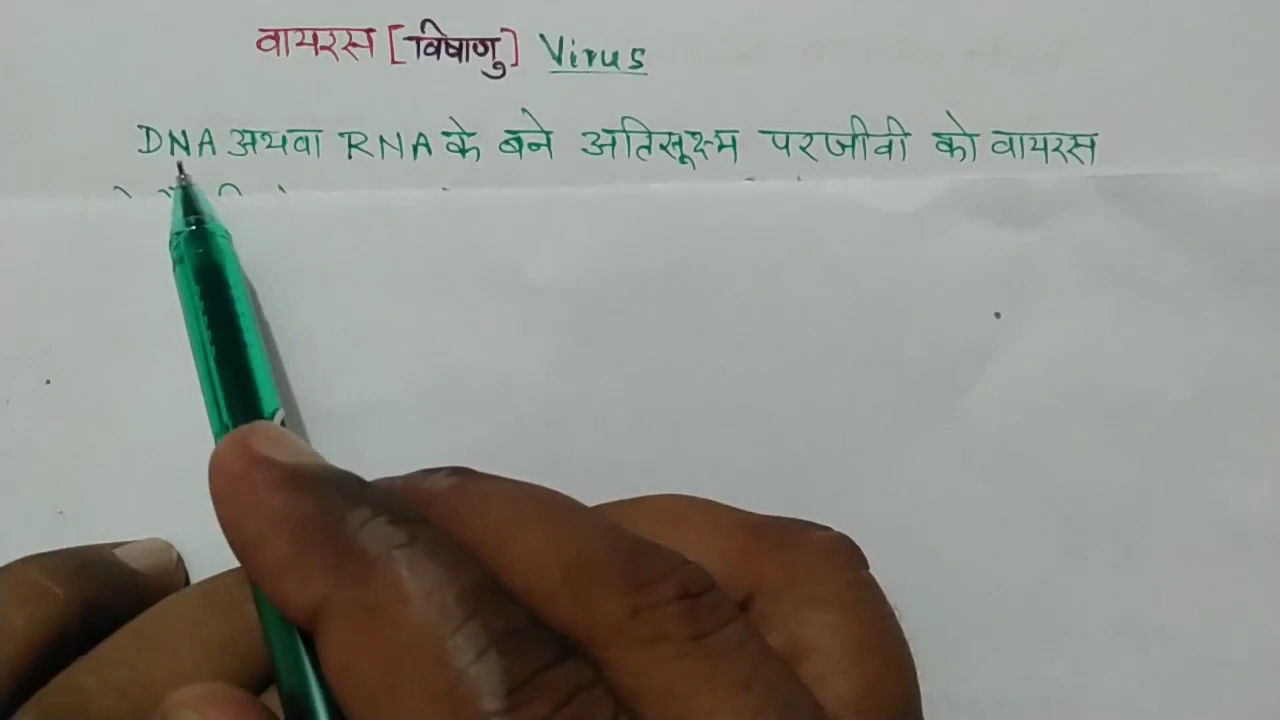 वायरस [विषाणु] Virus
DNA अथवा RNA के बने अतिसूक्ष्म परजीवी को वायरस